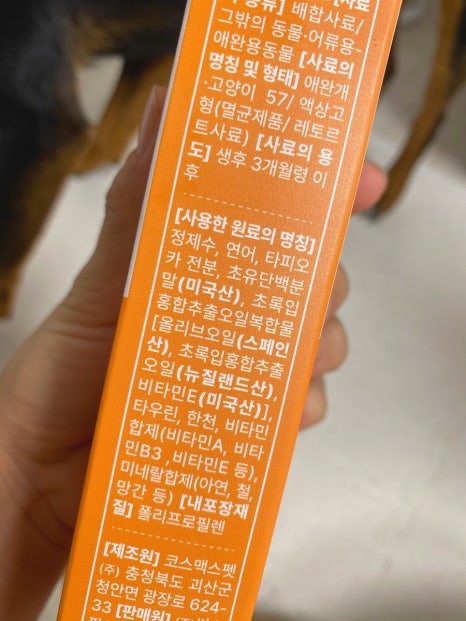 배합사료/
그밖의 동물·어류용-
애완용동물 [사료의
명칭 및 형태] 애완개
·고양이 57/ 액상고
형(멸균제품/ 레토르
트사료) [사료의 용
도] 생후 3개월령 이
후
[사용한 원료의 명칭]
정제수, 연어, 타피오
카 전분, 초유단백분
말(미국산), 초록입
홍합추출오일복합물
[올리브오일(스페인
산), 초록입홍합추출
오일(뉴질랜드산),
비타민E(미국산)],
타우린, 한천, 비타민
합제(비타민A, 비타
민B3 ,비타민E 등),
미네랄합제(아연, 철,
망간 등) [내포장재
질] 폴리프로필렌
[제조원] 코스맥스펫
(주) 충청북도 괴산군
청안면 광장로 624-
33 [판매원]